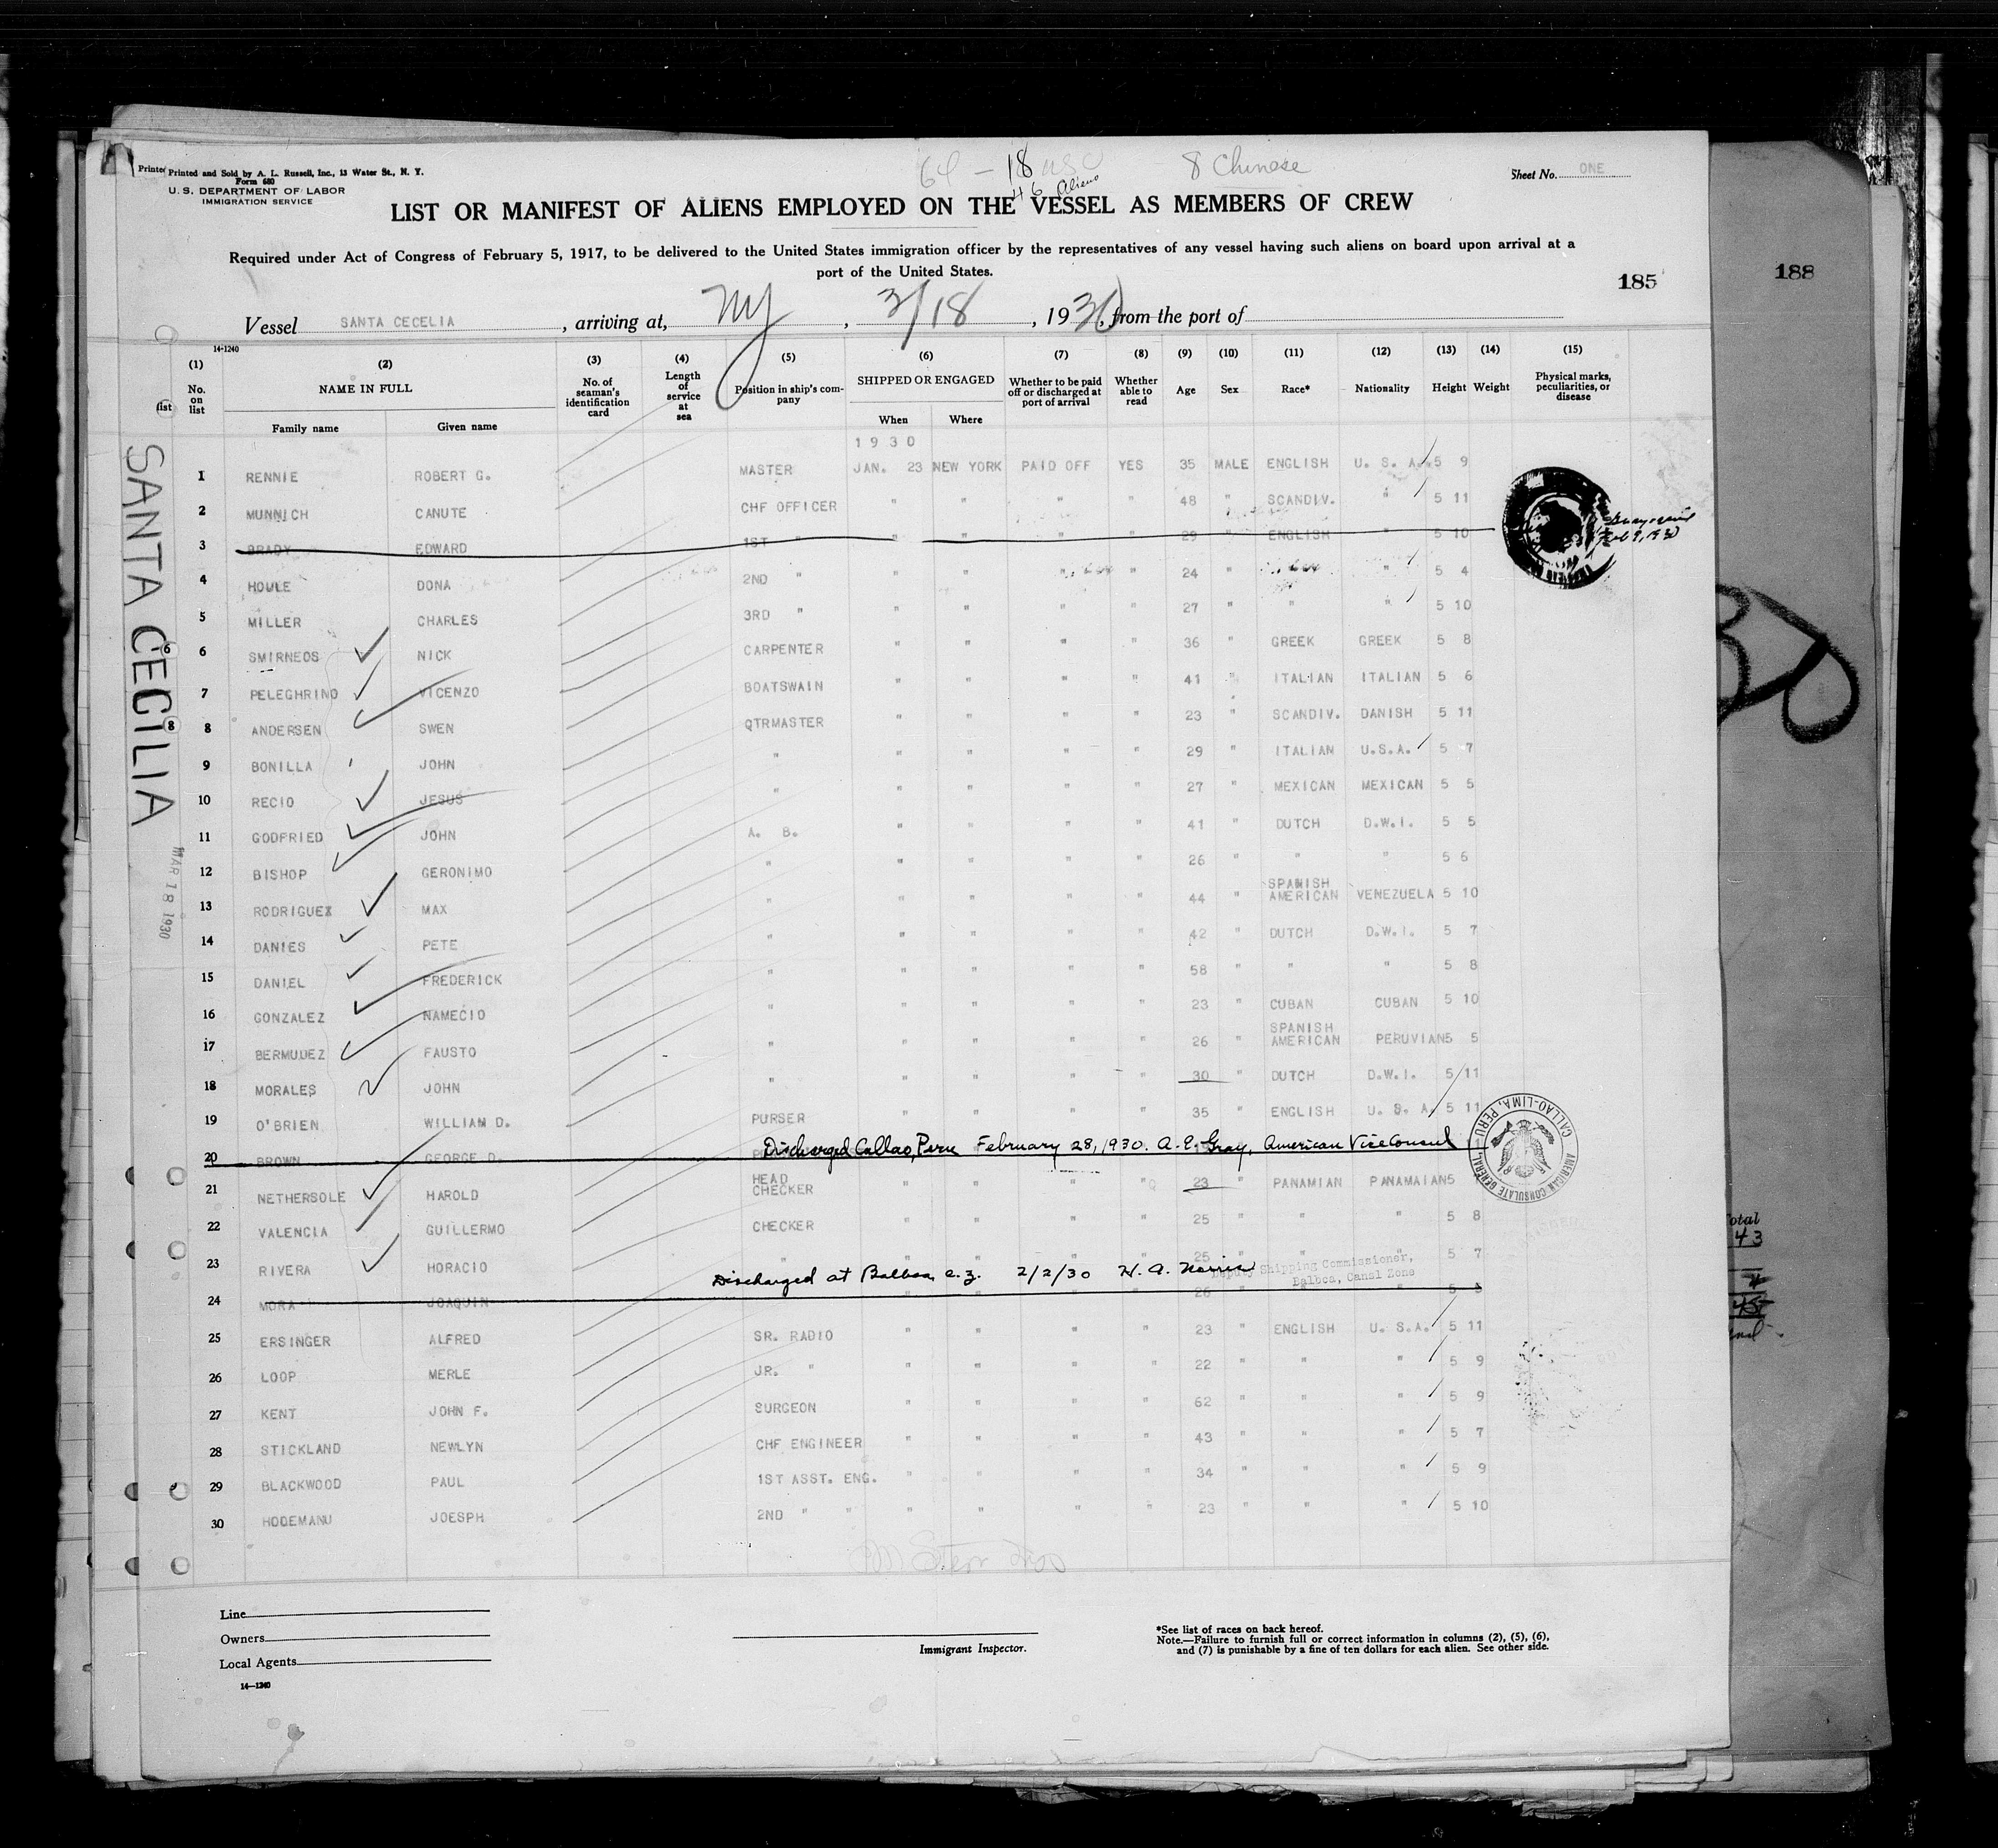 64 - 18 USC 8 Chinese
46 Aliens
Printed and Sold by A. L. Russell, Inc., 13 Water St., N. Y.
Form 680
U. S. DEPARTMENT OF LABOR
IMMIGRATION SERVICE
Sheet No. ONE
LIST OR MANIFEST OF ALIENS EMPLOYED ON THE VESSEL AS MEMBERS OF CREW
Required under Act of Congress of February 5, 1917, to be delivered to the United States immigration officer by the representatives of any vessel having such aliens on board upon arrival at a
port of the United States.
185
188
Vessel SANTA CECELIA, arriving at, NY, 3/18, 1930, from the port of
14-1240
(1) (2) (3) (4) (5) (6) (7) (8) (9) (10) (11) (12) (13) (14) (15)
No. on list NAME IN FULL Family name Given name No. of seaman's identification card Length of service at sea Position in ship's company SHIPPED OR ENGAGED When Where Whether to be paid off or discharged at port of arrival Whether able to read Age Sex Race* Nationality Height Weight Physical marks, peculiarities, or disease
list
SANTA CECILIA
MAR 18 1930
1930
1 RENNIE ROBERT G. MASTER JAN. 23 NEW YORK PAID OFF YES 35 MALE ENGLISH U. S. A. 5 9
2 MUNNICH CANUTE CHF OFFICER " " " " 48 " SCANDIV. " 5 11
3 BRADY EDWARD 1ST " " " " " 29 " ENGLISH " 5 10
Feb 9, 1930
4 HOULE DONA 2ND " " " " " 24 " " 5 4
5 MILLER CHARLES 3RD " " " " " 27 " " " 5 10
6 SMIRNEOS NICK CARPENTER " " " " 36 " GREEK GREEK 5 8
7 PELEGHRINO VICENZO BOATSWAIN " " " " 41 " ITALIAN ITALIAN 5 6
8 ANDERSEN SWEN QTRMASTER " " " " 23 " SCANDIV. DANISH 5 11
9 BONILLA JOHN " " " " " 29 " ITALIAN U.S.A. 5 7
10 RECIO JESUS " " " " " 27 " MEXICAN MEXICAN 5 5
11 GODFRIED JOHN A. B. " " " " 41 " DUTCH D.W.I. 5 5
12 BISHOP GERONIMO " " " " " 26 " " " 5 6
13 RODRIGUEZ MAX " " " " " 44 " SPANISH AMERICAN VENEZUELA 5 10
14 DANIES PETE " " " " " 42 " DUTCH D.W.I. 5 7
15 DANIEL FREDERICK " " " " " 58 " " " 5 8
16 GONZALEZ NAMECIO " " " " " 23 " CUBAN CUBAN 5 10
17 BERMUDEZ FAUSTO " " " " " 26 " SPANISH AMERICAN PERUVIAN 5 5
18 MORALES JOHN " " " " " 30 " DUTCH D.W.I. 5 11
19 O'BRIEN WILLIAM D. PURSER " " " " 35 " ENGLISH U. S. A. 5 11
20 BROWN GEORGE D. Discharged Callao, Peru February 28, 1930. A. E. Gray, American Vice Consul
AMERICAN CONSULATE GENERAL, CALLAO-LIMA, PERU
21 NETHERSOLE HAROLD HEAD CHECKER " " " " 23 " PANAMIAN PANAMAIAN 5
22 VALENCIA GUILLERMO CHECKER " " " " 25 " " " 5 8
23 RIVERA HORACIO " " " " " 25 " " " 5 7
Discharged at Balboa, C.Z. 2/2/30 H. A. Norris Deputy Shipping Commissioner,
Balboa, Canal Zone
24 MORA JOAQUIN " " " " 26 " " " 5 5
25 ERSINGER ALFRED SR. RADIO " " " " 23 " ENGLISH U. S.A. 5 11
26 LOOP MERLE JR. " " " " " 22 " " " 5 9
27 KENT JOHN F. SURGEON " " " " 62 " " " 5 9
28 STICKLAND NEWLYN CHF ENGINEER " " " " 43 " " " 5 7
29 BLACKWOOD PAUL 1ST ASST. ENG. " " " " 34 " " " 5 9
30 HODEMANU JOESPH 2ND " " " " " " 23 " " " 5 10
Total
43
Line
Owners
Local Agents
14-1240
Immigrant Inspector.
*See list of races on back hereof.
Note.—Failure to furnish full or correct information in columns (2), (5), (6),
and (7) is punishable by a fine of ten dollars for each alien. See other side.